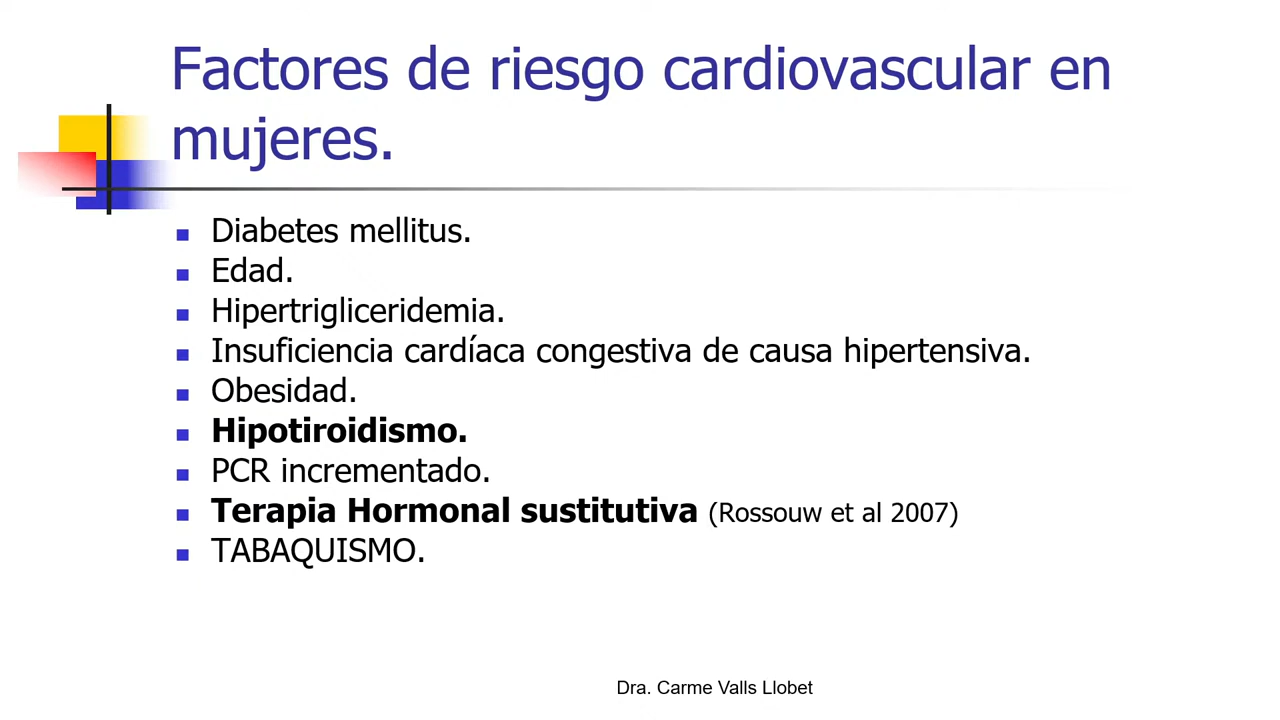 Factores de riesgo cardiovascular en
mujeres.
Diabetes mellitus.
Edad.
Hipertrigliceridemia.
Insuficiencia cardíaca congestiva de causa hipertensiva.
Obesidad.
Hipotiroidismo.
PCR incrementado.
Terapia Hormonal sustitutiva (Rossouw et al 2007)
TABAQUISMO.
Dra. Carme Valls Llobet